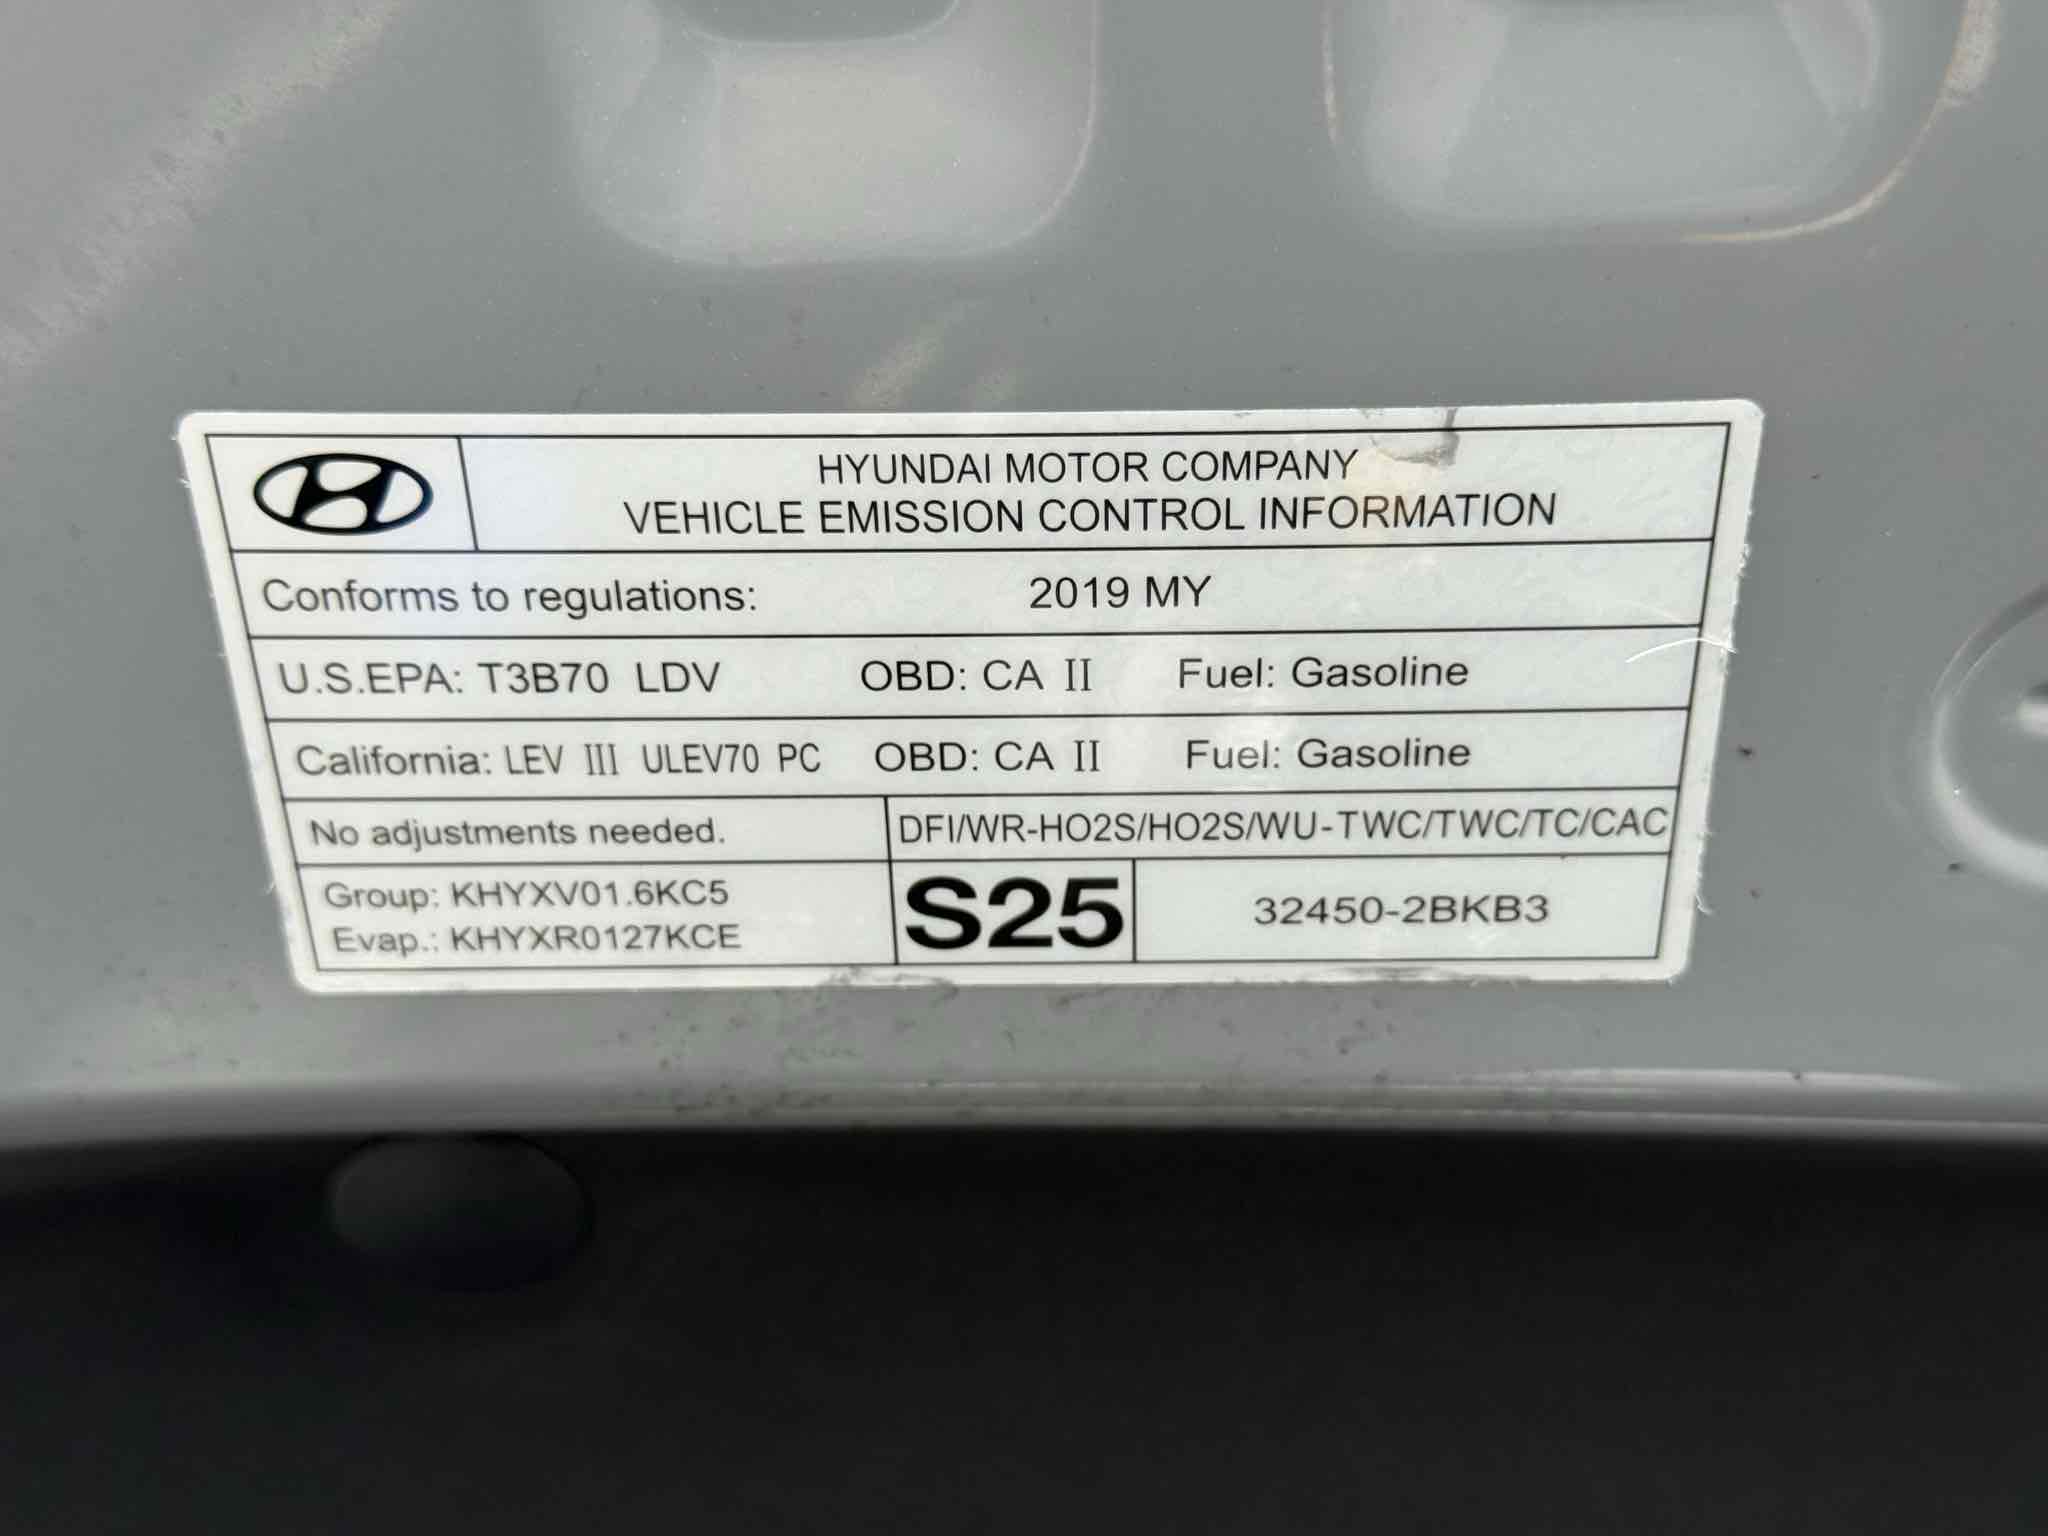 HYUNDAI MOTOR COMPANY
VEHICLE EMISSION CONTROL INFORMATION
Conforms to regulations: 2019 MY
U.S.EPA: T3B70 LDV OBD: CA II Fuel: Gasoline
California: LEV III ULEV70 PC OBD: CA II Fuel: Gasoline
No adjustments needed. DFI/WR-HO2S/HO2S/WU-TWC/TWC/TC/CAC
Group: KHYXV01.6KC5
Evap.: KHYXR0127KCE
S25
32450-2BKB3